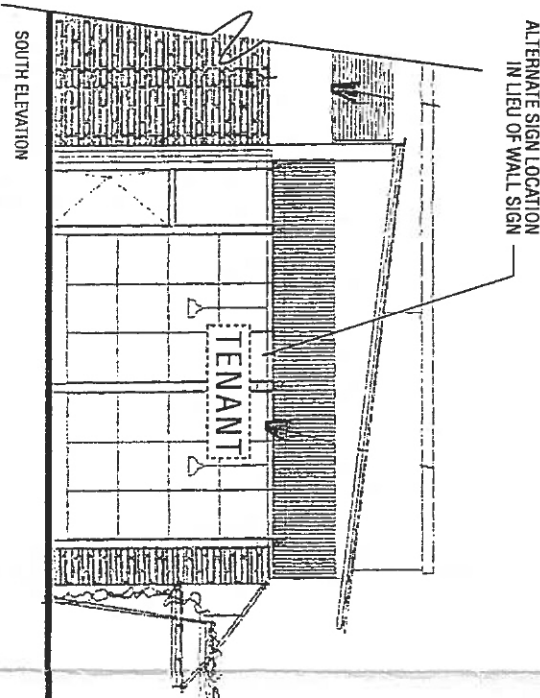 ALTERNATE SIGN LOCATION
IN LIEU OF WALL SIGN
TENANT
SOUTH ELEVATION